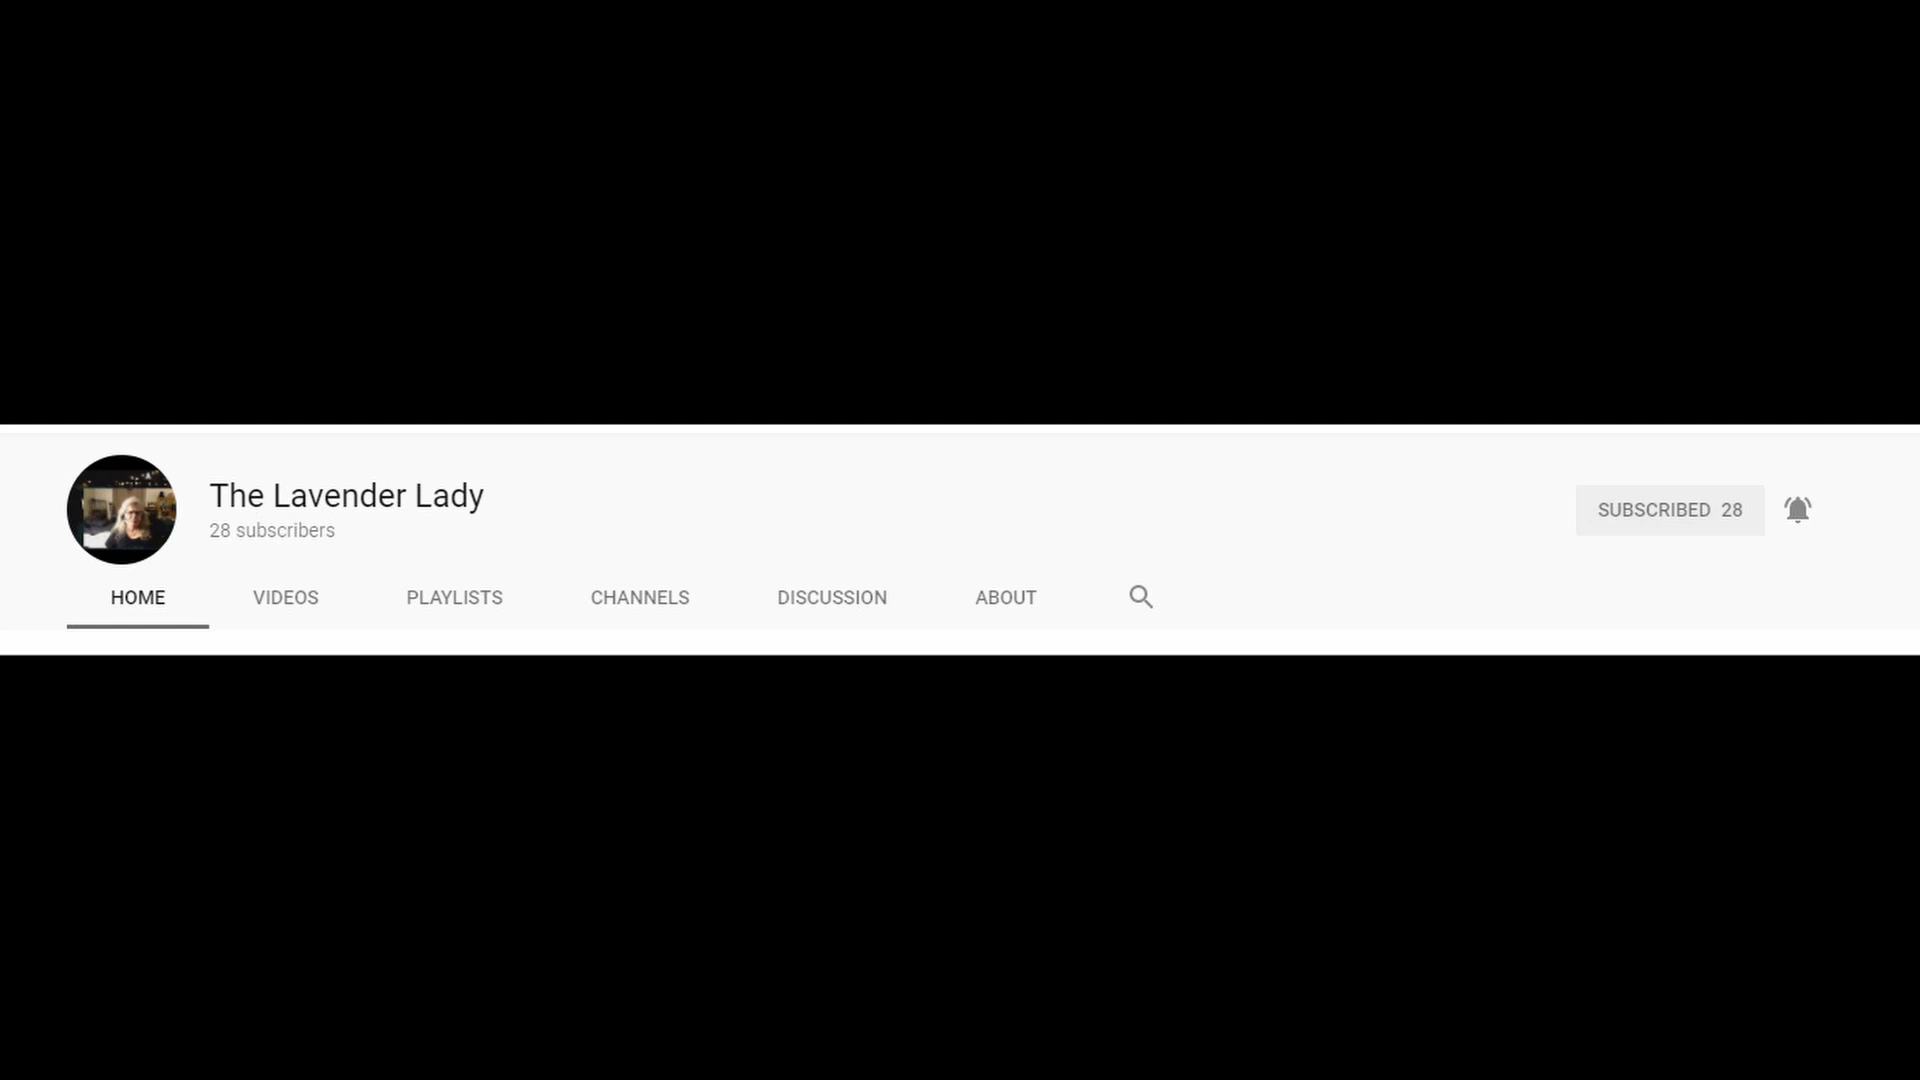 The Lavender Lady
28 subscribers
SUBSCRIBED 28
HOME VIDEOS PLAYLISTS CHANNELS DISCUSSION ABOUT